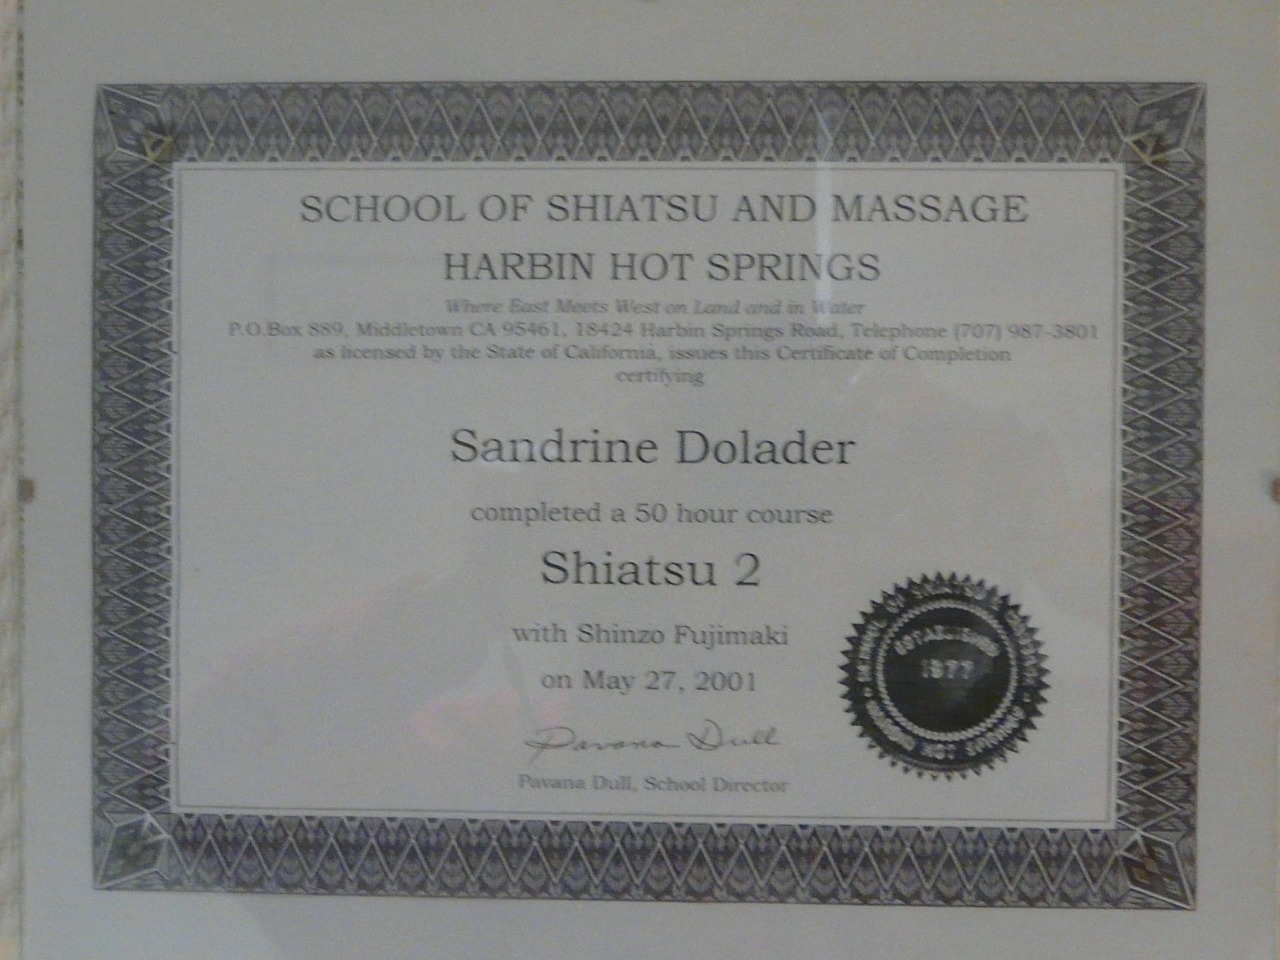 SCHOOL OF SHIATSU AND MASSAGE
HARBIN HOT SPRINGS
Where East Meets West on Land and in Water
P.O.Box 889, Middletown CA 95461, 18424 Harbin Springs Road, Telephone (707) 987-3801
as licensed by the State of California, issues this Certificate of Completion
certifying
Sandrine Dolader
completed a 50 hour course
Shiatsu 2
with Shinzo Fujimaki
on May 27, 2001
Pavana Dull
Pavana Dull, School Director
ESTABLISHED
1977
HOT SPRINGS